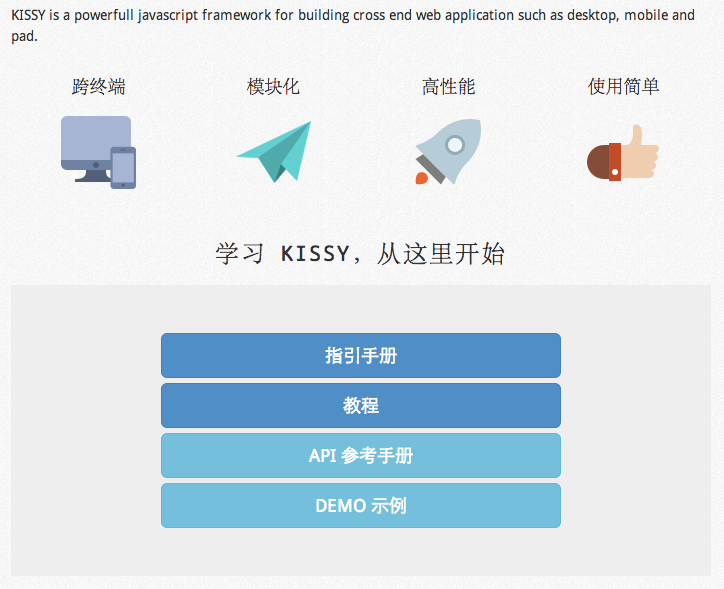 KISSY is a powerfull javascript framework for building cross end web application such as desktop, mobile and
pad.
跨终端 模块化 高性能 使用简单
学习 KISSY，从这里开始
指引手册
教程
API 参考手册
DEMO 示例